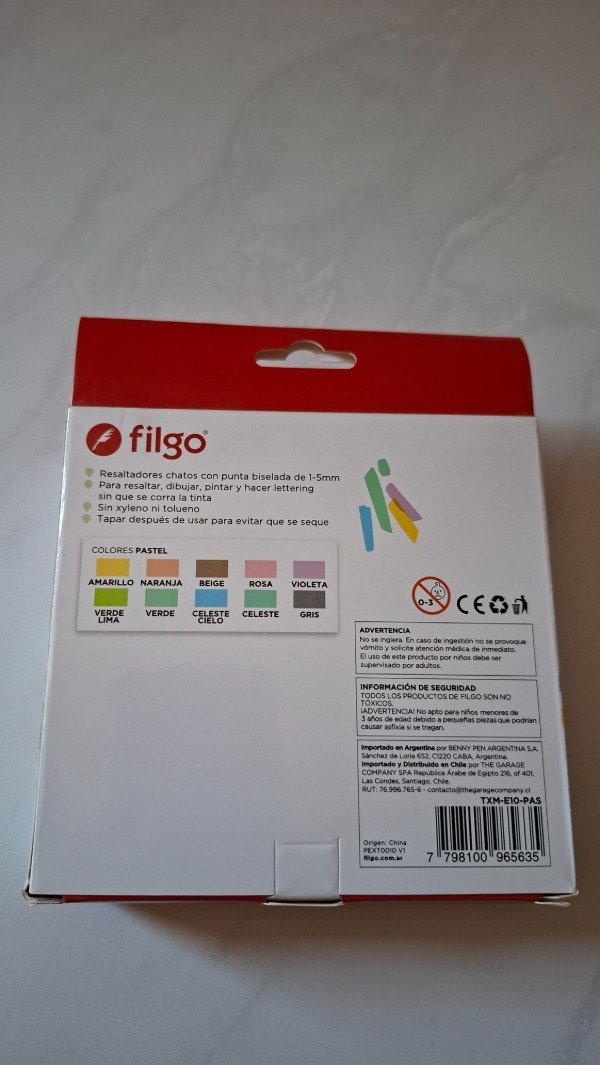 filgo®
Resaltadores chatos con punta biselada de 1-5mm
Para resaltar, dibujar, pintar y hacer lettering
sin que se corra la tinta
Sin xyleno ni tolueno
Tapar después de usar para evitar que se seque
COLORES PASTEL
AMARILLO NARANJA BEIGE ROSA VIOLETA
VERDE LIMA VERDE CELESTE CIELO CELESTE GRIS
0-3
CE
ADVERTENCIA
No se ingiera. En caso de ingestión no se provoque
vómito y solicite atención médica de inmediato.
El uso de este producto por niños debe ser
supervisado por adultos.
INFORMACIÓN DE SEGURIDAD
TODOS LOS PRODUCTOS DE FILGO SON NO
TÓXICOS.
¡ADVERTENCIA! No apto para niños menores de
3 años de edad debido a pequeñas piezas que podrían
causar asfixia si se tragan.
Importado en Argentina por BENNY PEN ARGENTINA S.A.
Sánchez de Loria 652, C1220 CABA, Argentina.
Importado y Distribuido en Chile por THE GARAGE
COMPANY SPA República Árabe de Egipto 216, of 401,
Las Condes, Santiago, Chile.
RUT: 76.996.765-6 - contacto@thegaragecompany.cl
TXM-E10-PAS
Origen: China
PEXT0010 V1
filgo.com.ar
7 798100 965635